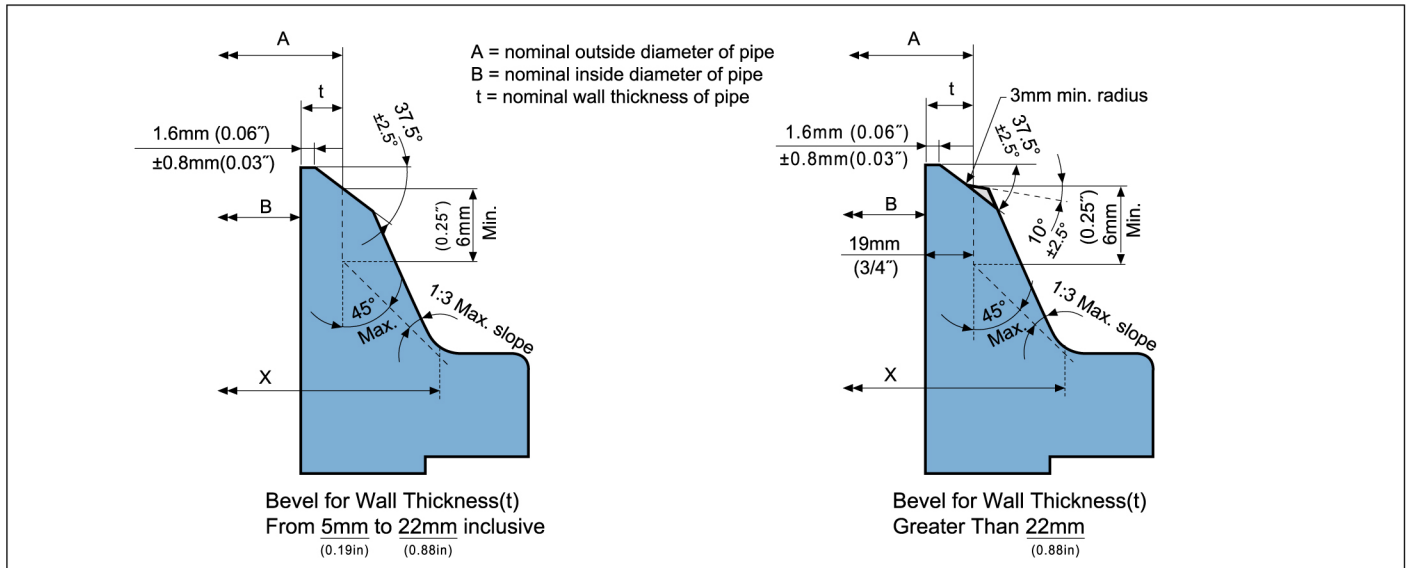 A
A = nominal outside diameter of pipe
B = nominal inside diameter of pipe
t = nominal wall thickness of pipe
t
1.6mm (0.06″)
±0.8mm(0.03″)
37.5°
±2.5°
B
(0.25″)
6mm
Min.
45°
Max.
1:3 Max. slope
X
Bevel for Wall Thickness(t)
From 5mm to 22mm inclusive
(0.19in) (0.88in)
A
t
3mm min. radius
1.6mm (0.06″)
±0.8mm(0.03″)
37.5°
±2.5°
B
10°
±2.5°
(0.25″)
6mm
Min.
19mm
(3/4″)
45°
Max.
1:3 Max. slope
X
Bevel for Wall Thickness(t)
Greater Than 22mm
(0.88in)